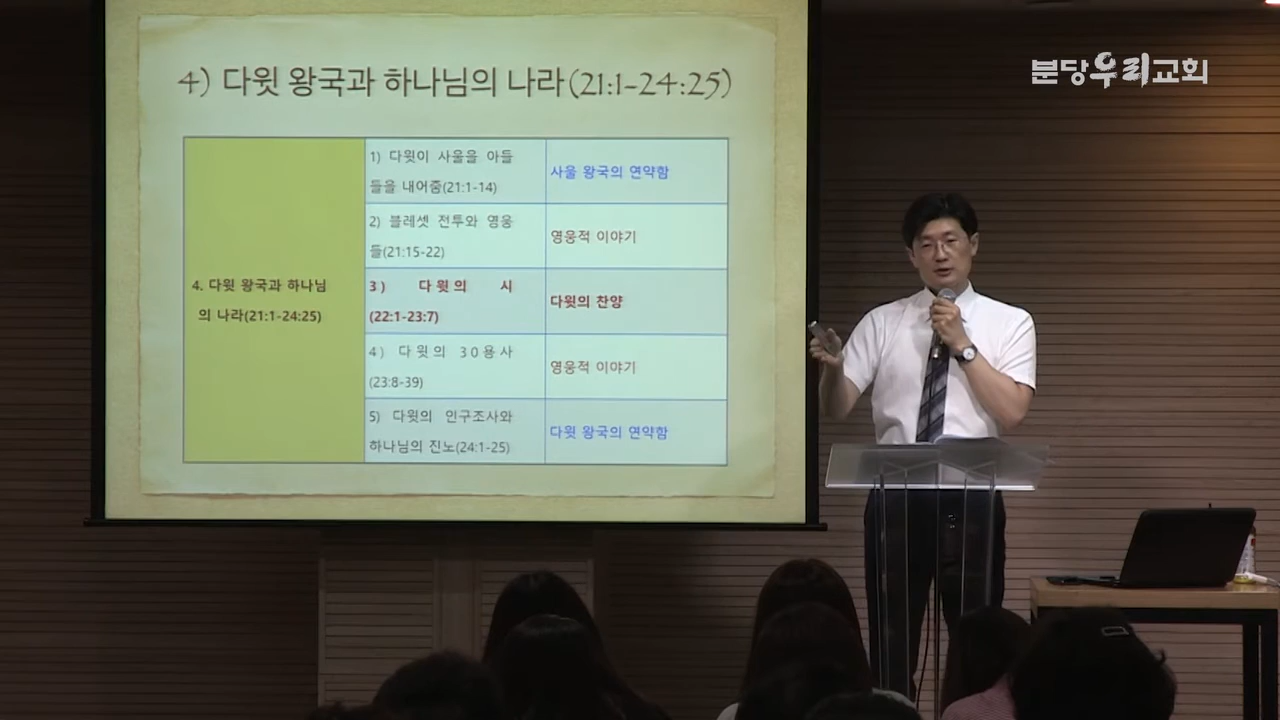 4) 다윗 왕국과 하나님의 나라(21:1-24:25)
분당우리교회
4. 다윗 왕국과 하나님
의 나라(21:1-24:25)
1) 다윗이 사울을 아들
들을 내어줌(21:1-14)
사울 왕국의 연약함
2) 블레셋 전투와 영웅
들(21:15-22)
영웅적 이야기
3) 다윗의 시
(22:1-23:7)
다윗의 찬양
4) 다윗의 30용사
(23:8-39)
영웅적 이야기
5) 다윗의 인구조사와
하나님의 진노(24:1-25)
다윗 왕국의 연약함